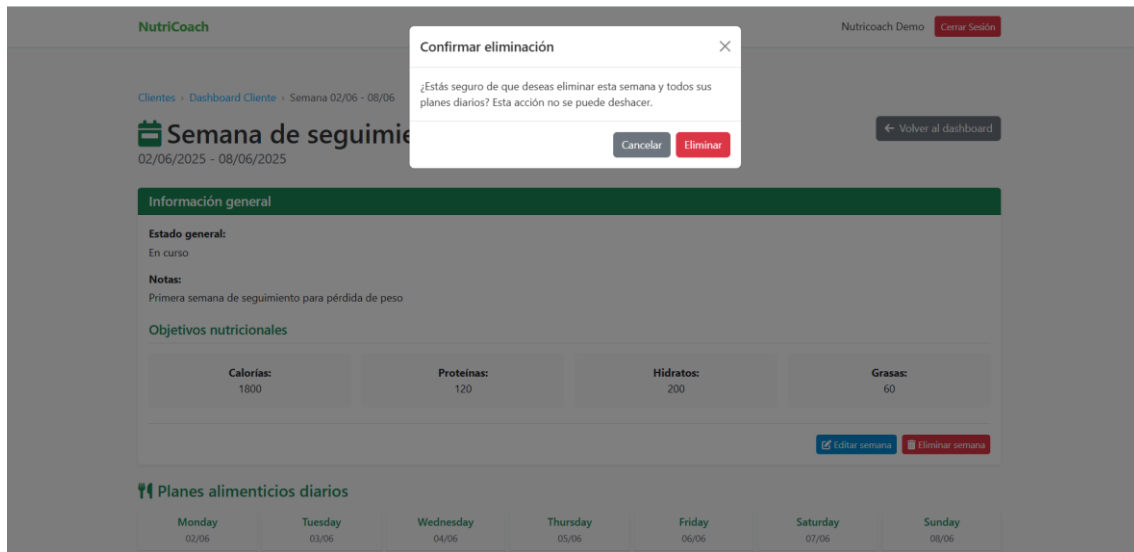 NutriCoach
Nutricoach Demo
Cerrar Sesión
Confirmar eliminación
¿Estás seguro de que deseas eliminar esta semana y todos sus
planes diarios? Esta acción no se puede deshacer.
Cancelar
Eliminar
Clientes › Dashboard Cliente › Semana 02/06 - 08/06
Semana de seguimie
← Volver al dashboard
02/06/2025 - 08/06/2025
Información general
Estado general:
En curso
Notas:
Primera semana de seguimiento para pérdida de peso
Objetivos nutricionales
Calorías: Proteínas: Hidratos: Grasas:
1800 120 200 60
Editar semana Eliminar semana
Planes alimenticios diarios
Monday Tuesday Wednesday Thursday Friday Saturday Sunday
02/06 03/06 04/06 05/06 06/06 07/06 08/06